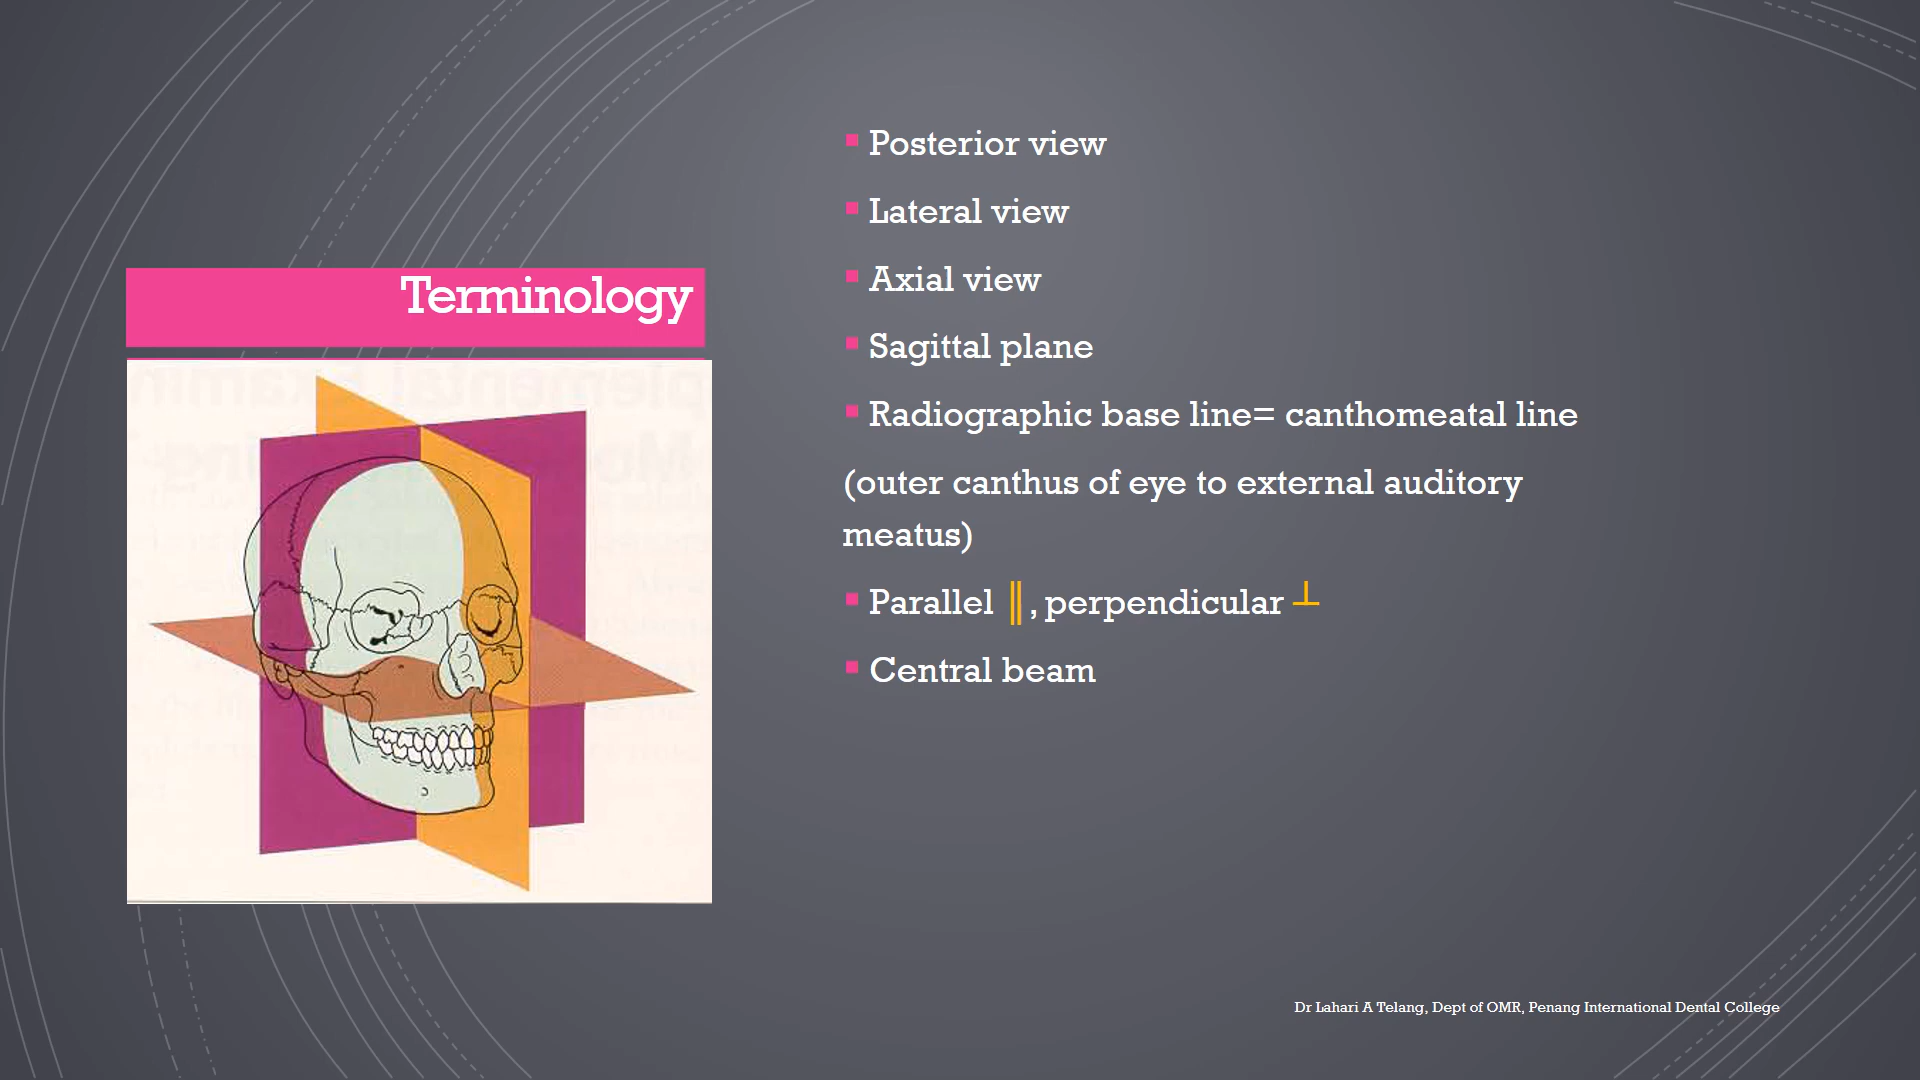 Terminology
Posterior view
Lateral view
Axial view
Sagittal plane
Radiographic base line= canthomeatal line
(outer canthus of eye to external auditory
meatus)
Parallel ║, perpendicular ┴
Central beam
Dr Lahari A Telang, Dept of OMR, Penang International Dental College